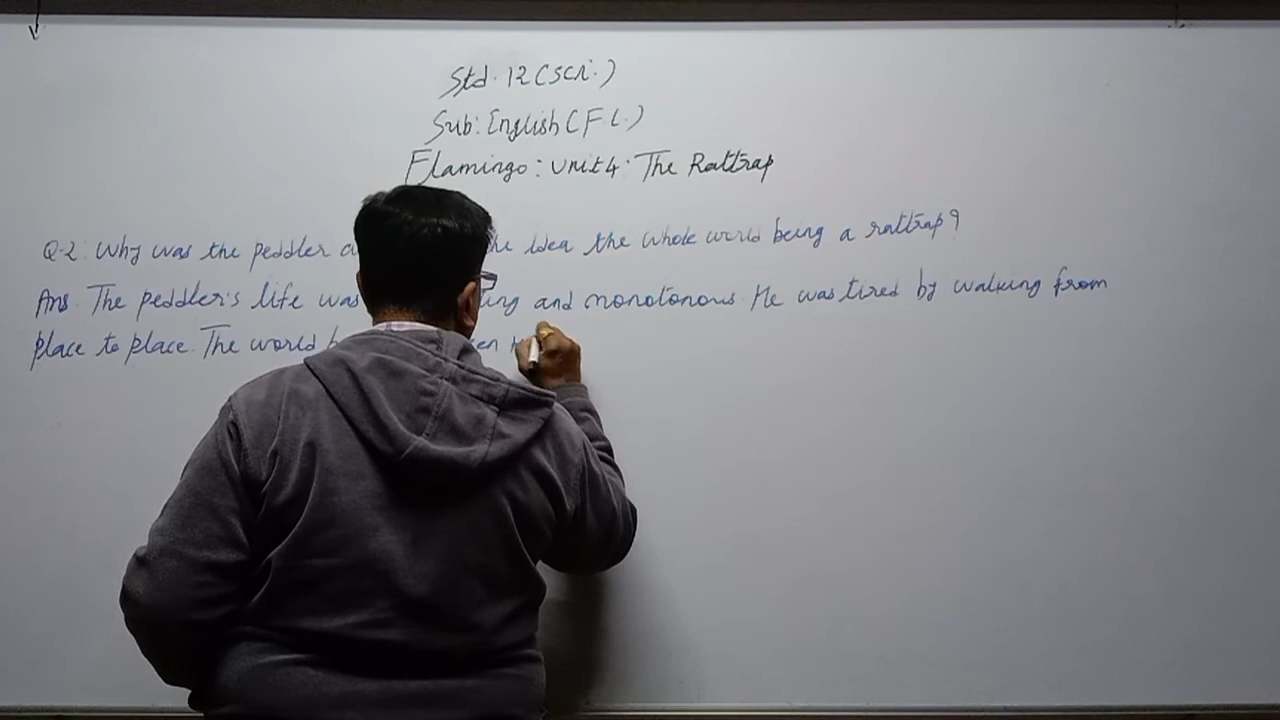 Std. 12 (Sci.)
Sub: English (F L.)
Flamingo: Unit 4: The Rattrap
Q-2. Why was the peddler idea the whole world being a rattrap?
Ans. The peddler's life was and monotonous. He was tired by walking from
place to place. The world